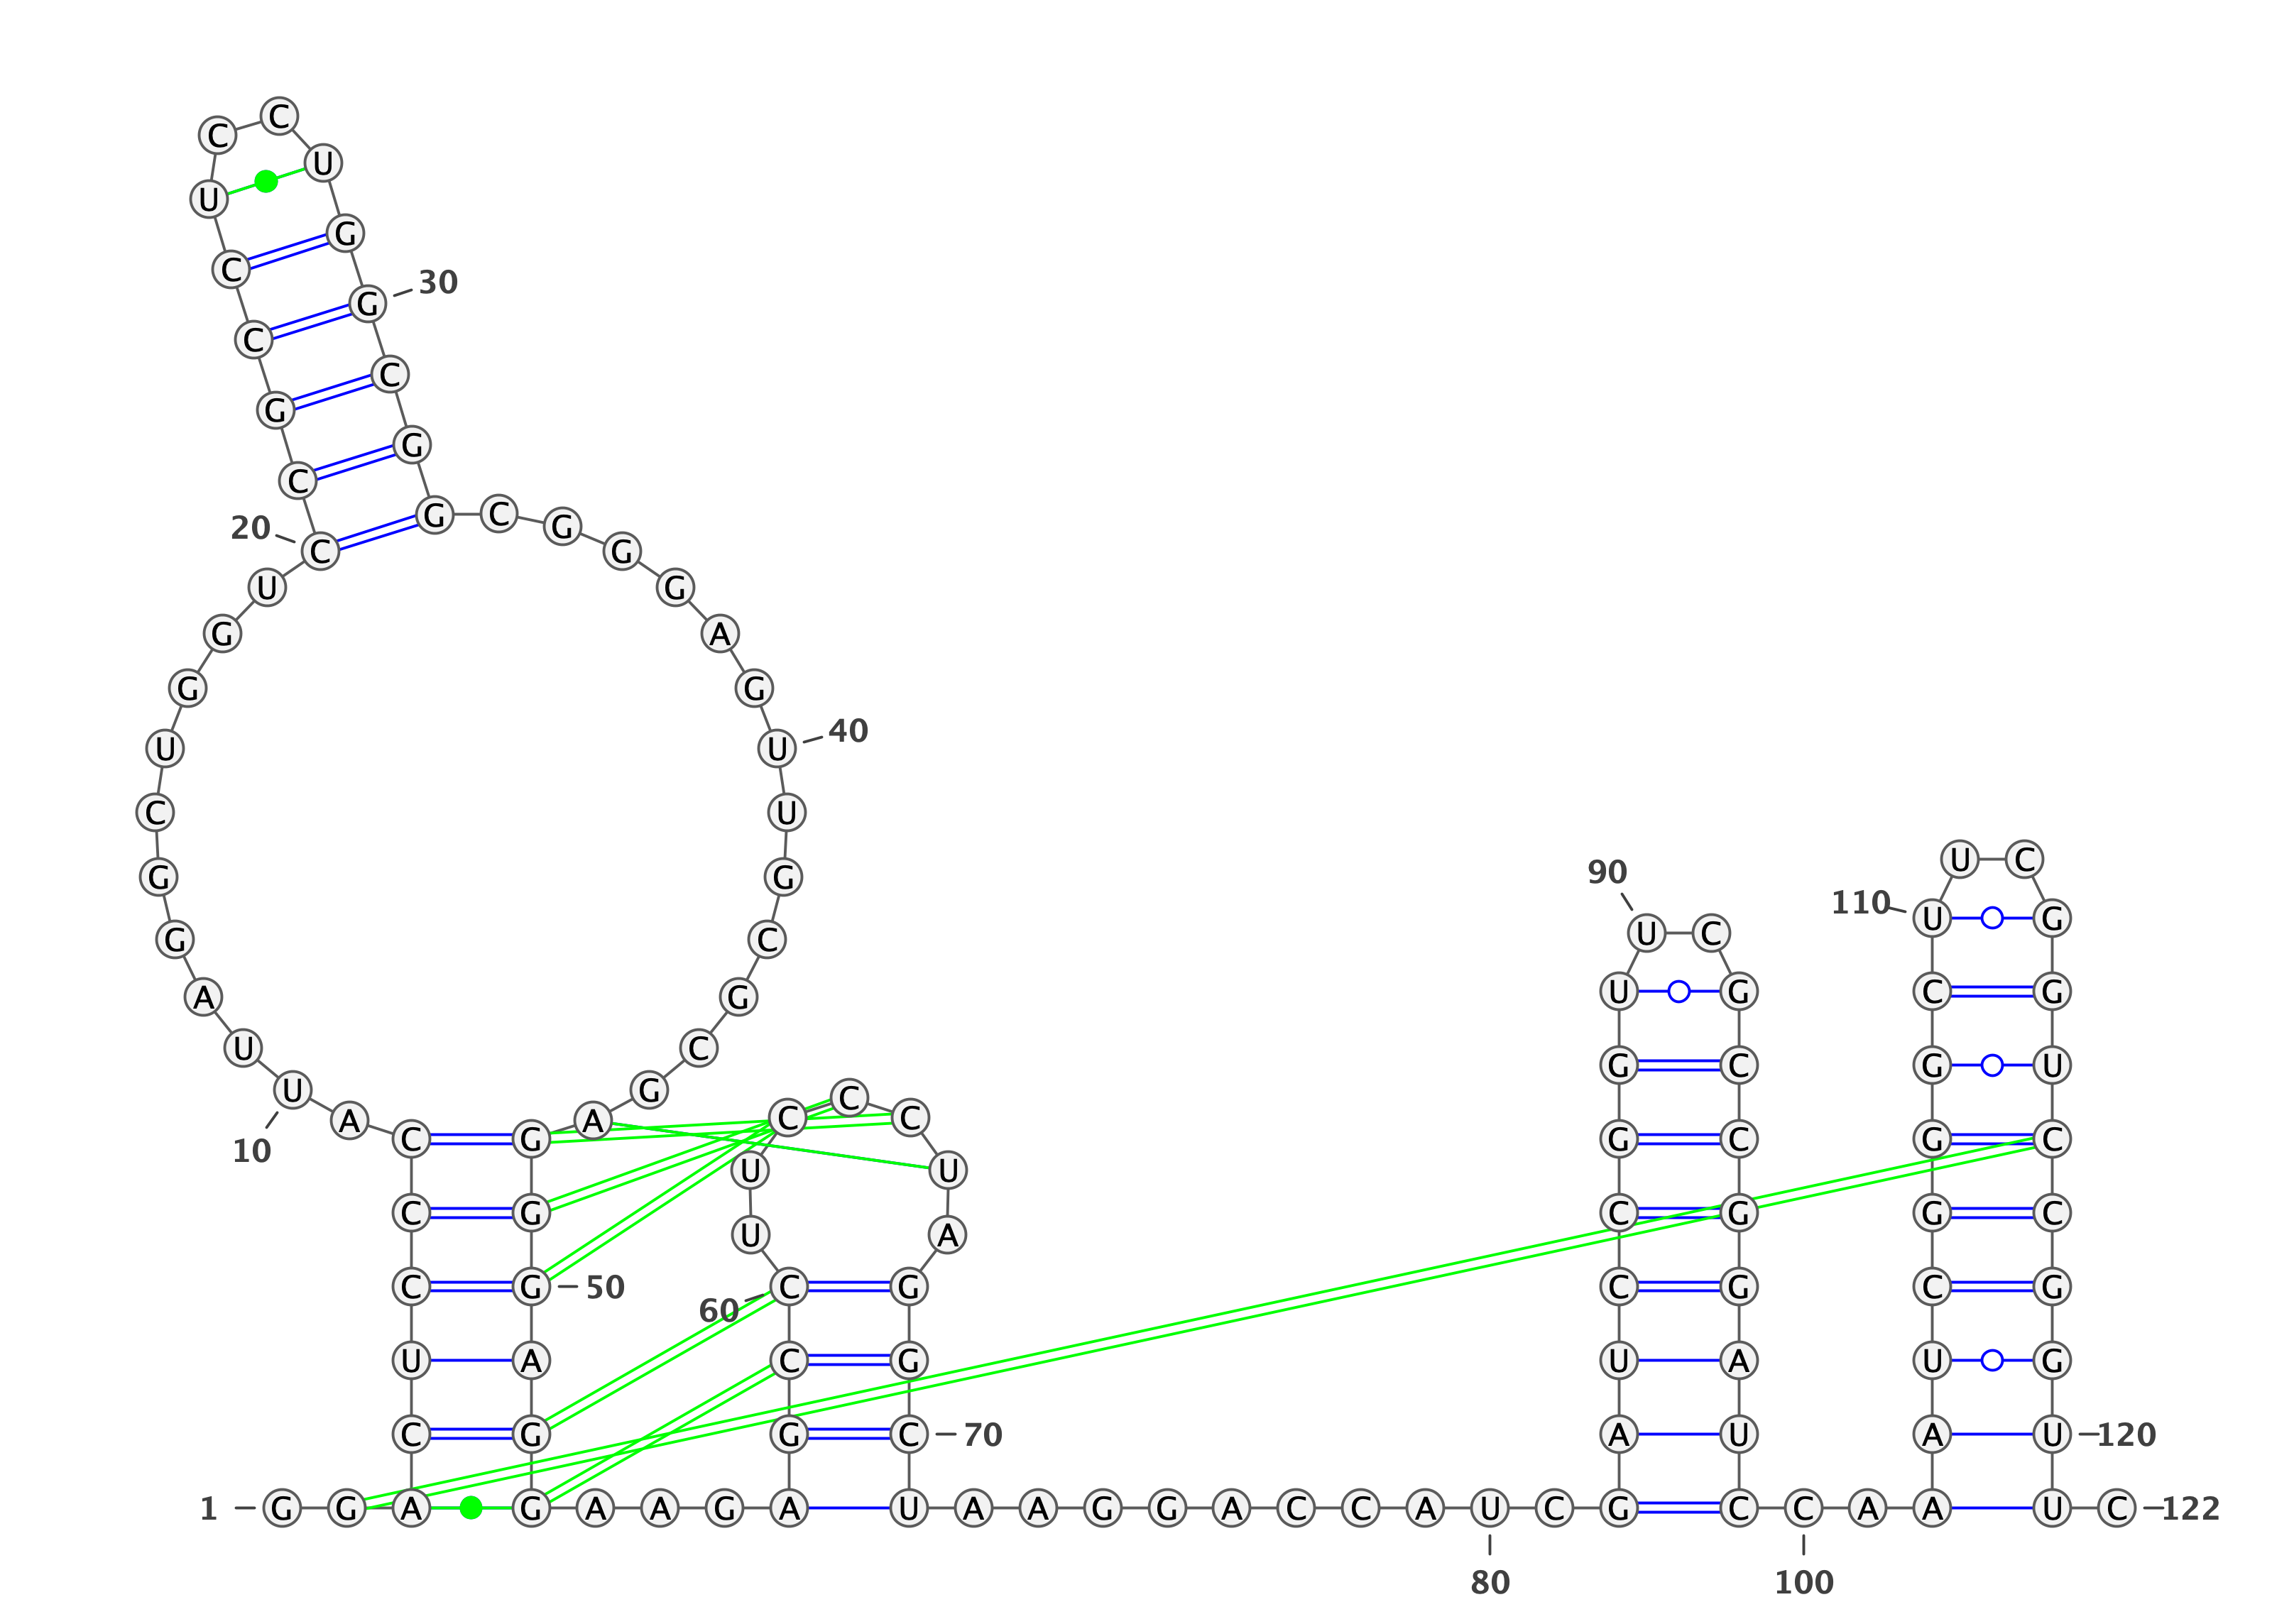 C
C
U
U
G
C
30
G
C
C
G
G
C
G C
20 G
C G
U G
G A
G G
40
U U
C U
U C
90
G G
110 U G
U C
G C
A G U G C G
U C G C G U
U G
C
A A C C
C G G C G C
10
U U
C G C G G C
U A
C G 50 C G C G C G
60
U A C G U A U G
C G G C 70 A U A U 120
1 G G A G A A G A U A A G G A C C A U C G C C A A A U C 122
80 100